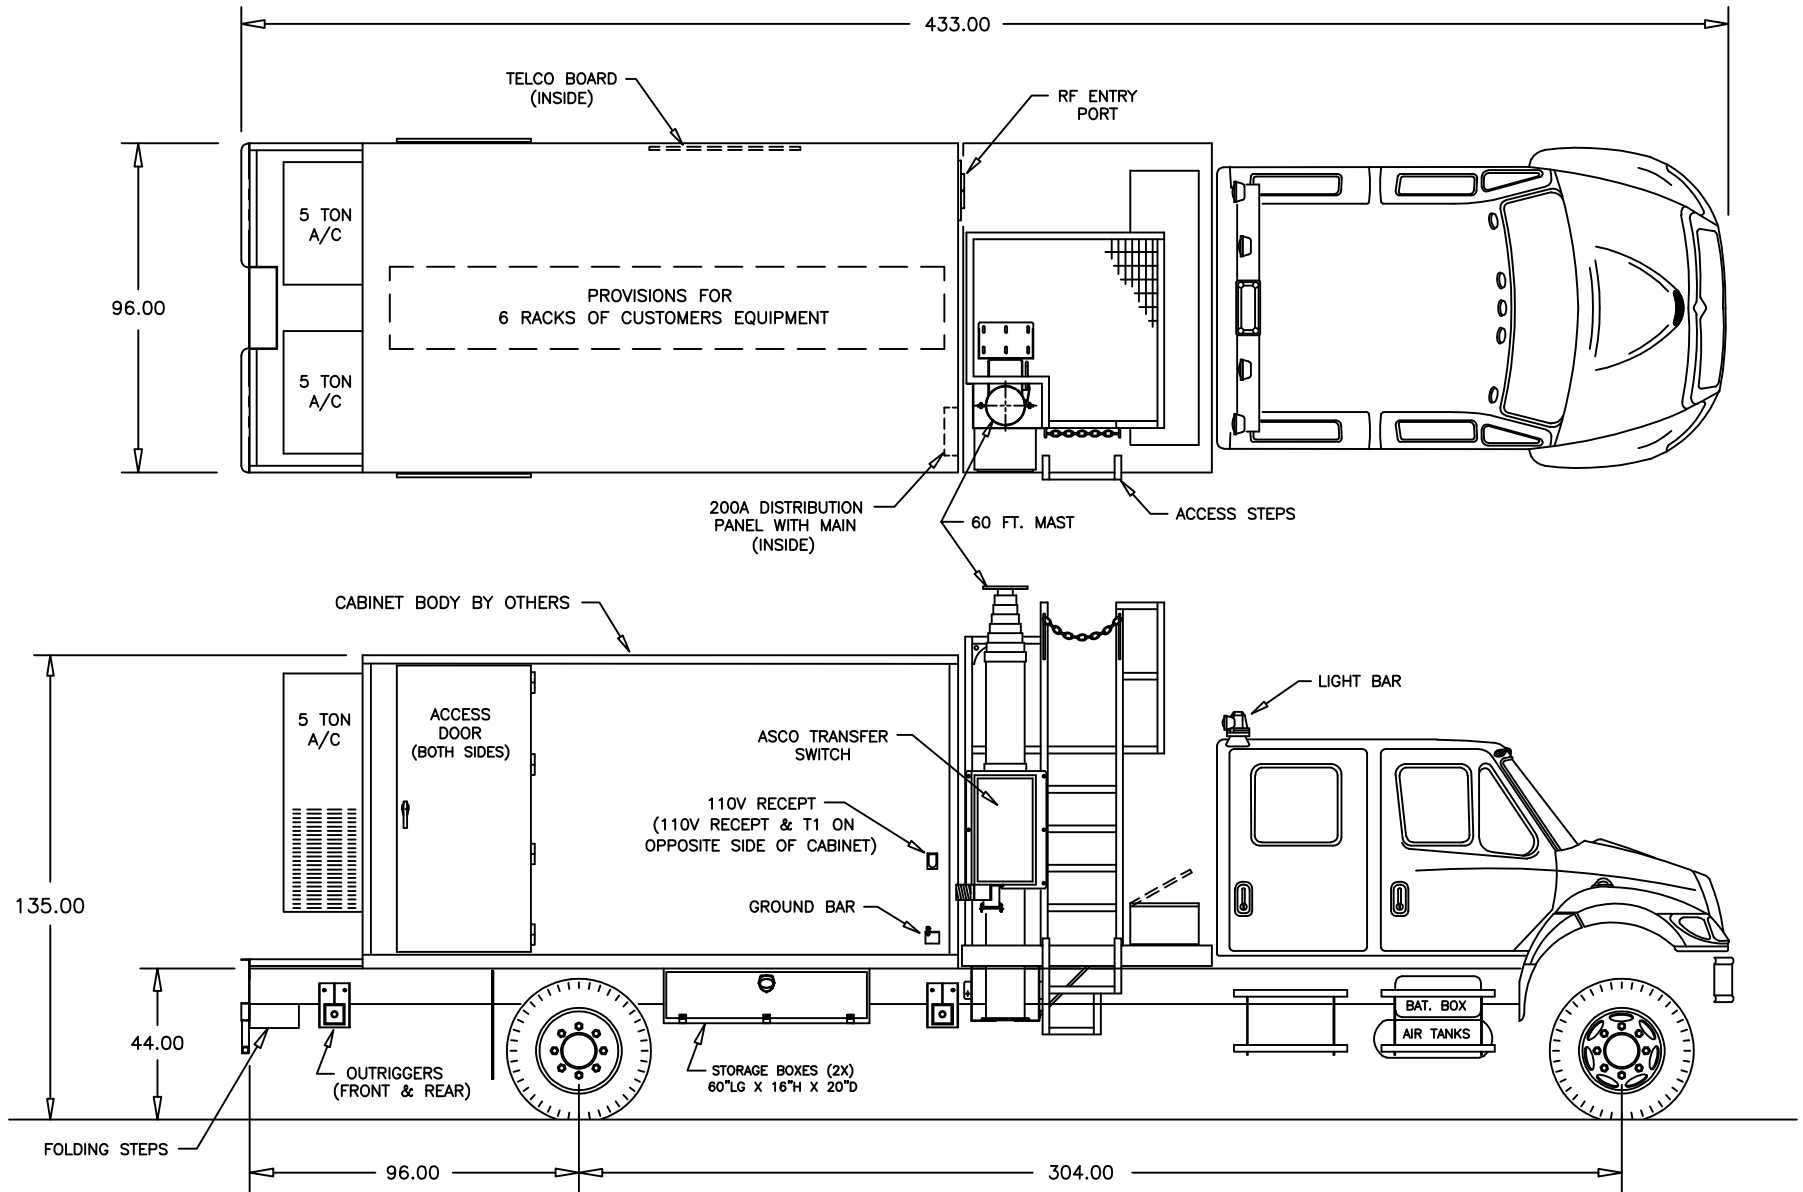 433.00
TELCO BOARD
(INSIDE)
RF ENTRY
PORT
5 TON
A/C
96.00
PROVISIONS FOR
6 RACKS OF CUSTOMERS EQUIPMENT
5 TON
A/C
200A DISTRIBUTION
PANEL WITH MAIN
(INSIDE)
60 FT. MAST
ACCESS STEPS
CABINET BODY BY OTHERS
LIGHT BAR
5 TON
A/C
ACCESS
DOOR
(BOTH SIDES)
ASCO TRANSFER
SWITCH
110V RECEPT
(110V RECEPT & T1 ON
OPPOSITE SIDE OF CABINET)
135.00
GROUND BAR
44.00
BAT. BOX
AIR TANKS
OUTRIGGERS
(FRONT & REAR)
STORAGE BOXES (2X)
60"LG X 16"H X 20"D
FOLDING STEPS
96.00
304.00